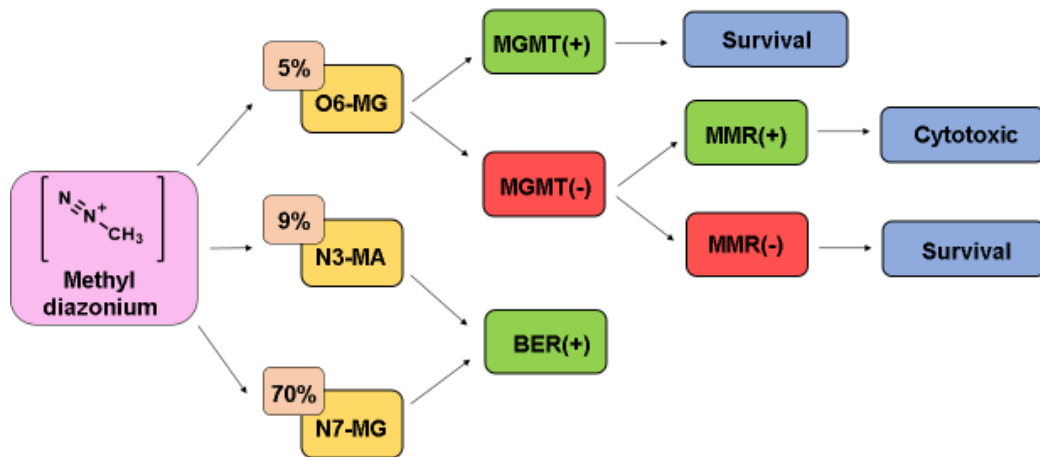 5%
O6-MG
MGMT(+)
Survival
MGMT(-)
MMR(+)
Cytotoxic
MMR(-)
Survival
N
N
+
CH3
Methyl
diazonium
9%
N3-MA
BER(+)
70%
N7-MG